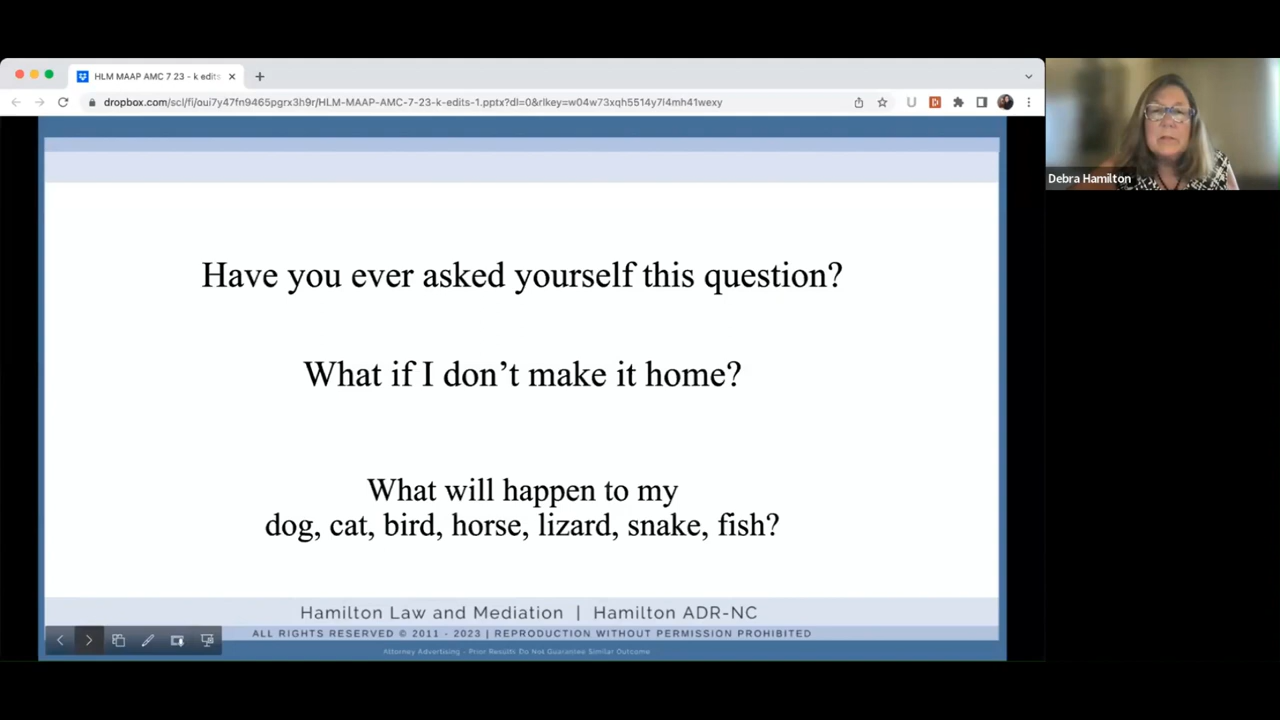 HLM MAAP AMC 7 23 - k edits
dropbox.com/scl/fi/oui7y47fn9465pgrx3h9r/HLM-MAAP-AMC-7-23-k-edits-1.pptx?dl=0&rlkey=w04w73xqh5514y7l4mh41wexy
Debra Hamilton
Have you ever asked yourself this question?
What if I don’t make it home?
What will happen to my
dog, cat, bird, horse, lizard, snake, fish?
Hamilton Law and Mediation | Hamilton ADR-NC
ALL RIGHTS RESERVED © 2011 - 2023 | REPRODUCTION WITHOUT PERMISSION PROHIBITED
Attorney Advertising - Prior Results Do Not Guarantee Similar Outcome